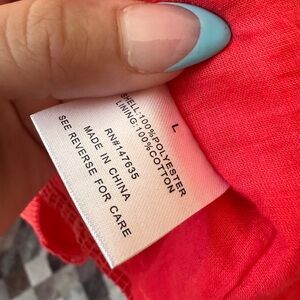 L
SHELL:100%POLYESTER
LINING:100%COTTON
RN#147635
MADE IN CHINA
SEE REVERSE FOR CARE